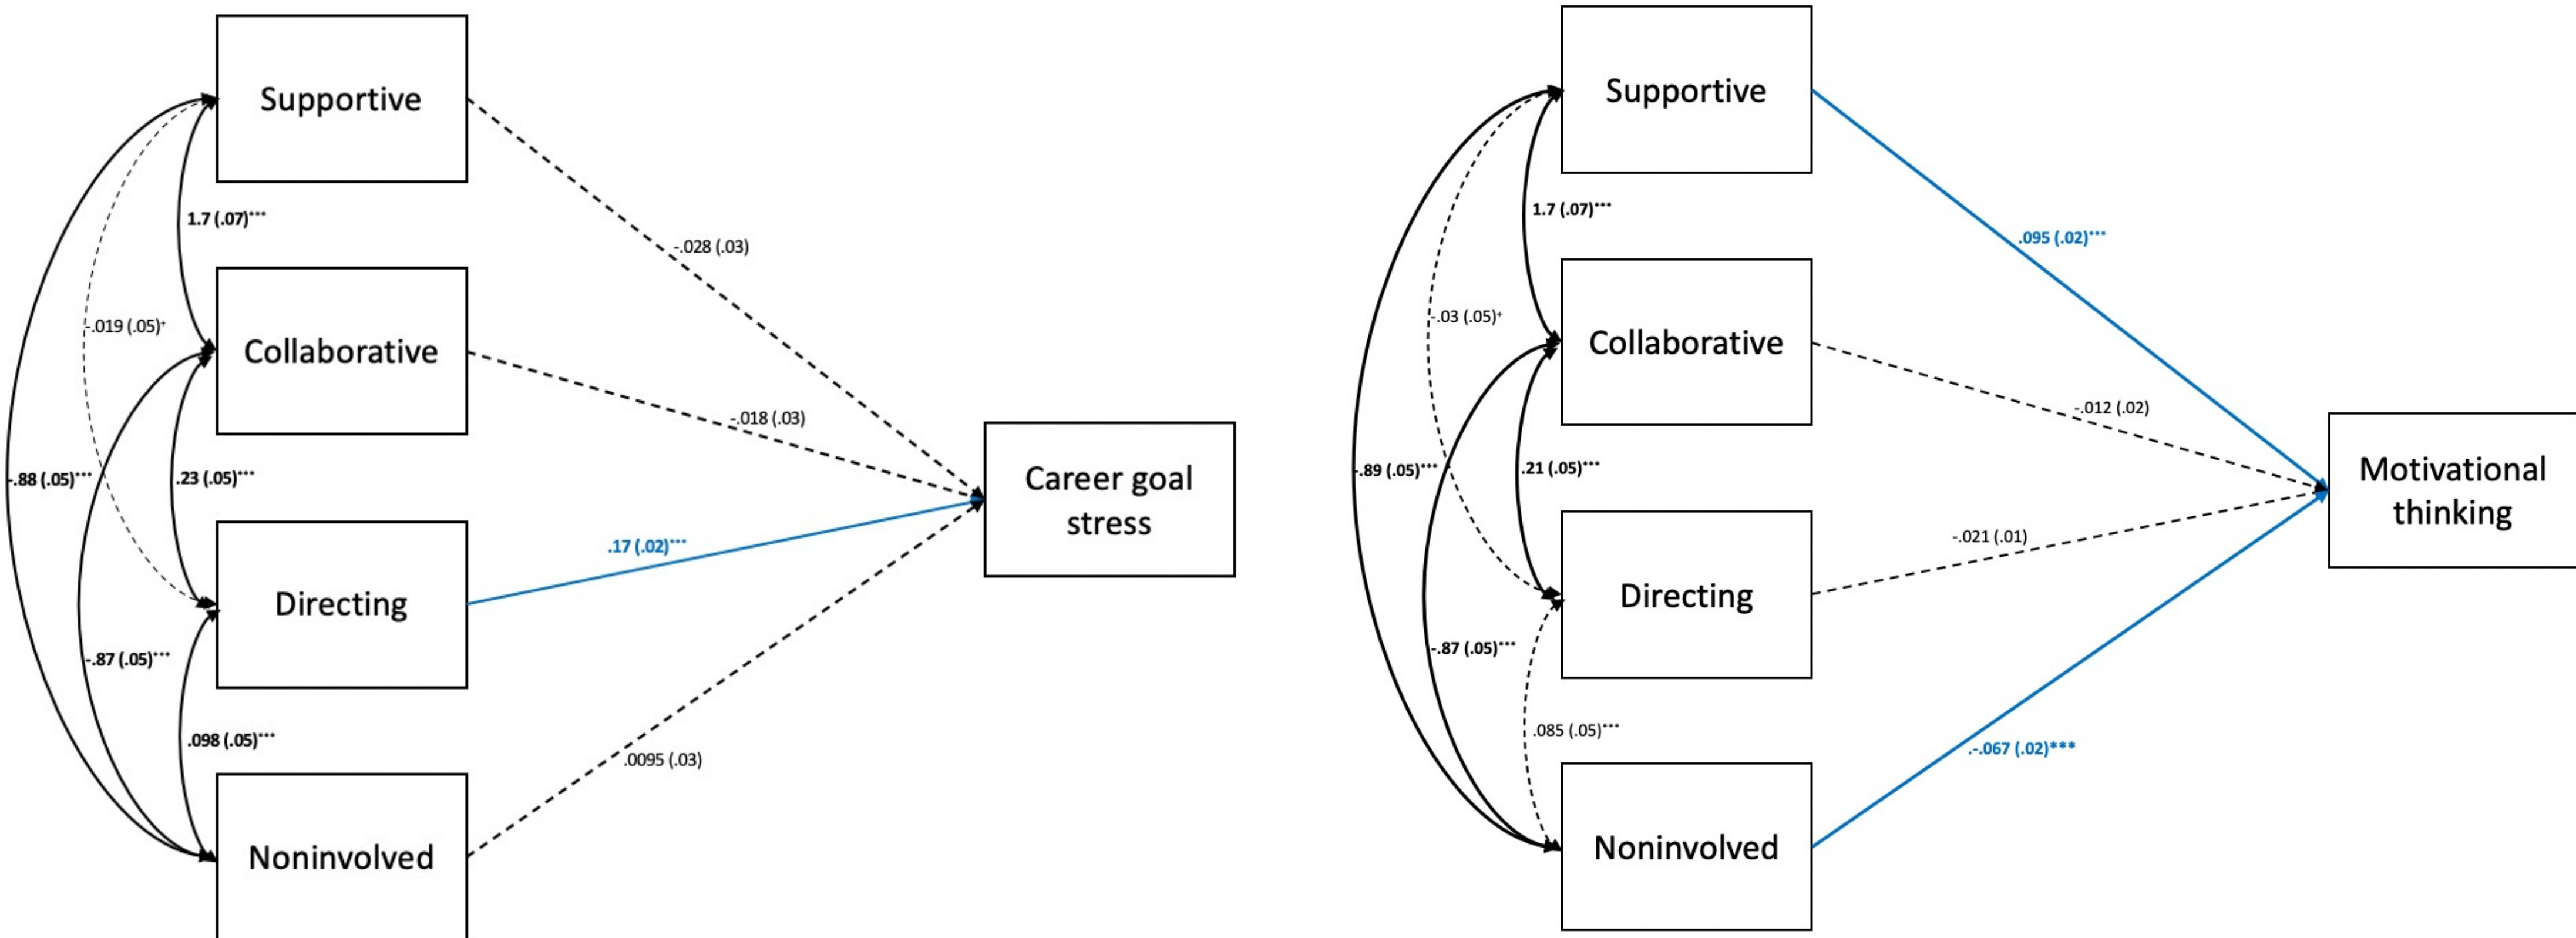 Supportive
1.7 (.07)***
-.028 (.03)
-.019 (.05)⁺
Collaborative
-.018 (.03)
-.88 (.05)***
.23 (.05)***
Career goal
stress
.17 (.02)***
Directing
-.87 (.05)***
.098 (.05)***
.0095 (.03)
Noninvolved
Supportive
1.7 (.07)***
.095 (.02)***
-.03 (.05)⁺
Collaborative
-.012 (.02)
-.89 (.05)***
.21 (.05)***
Motivational
thinking
-.021 (.01)
Directing
-.87 (.05)***
.085 (.05)***
.-.067 (.02)***
Noninvolved